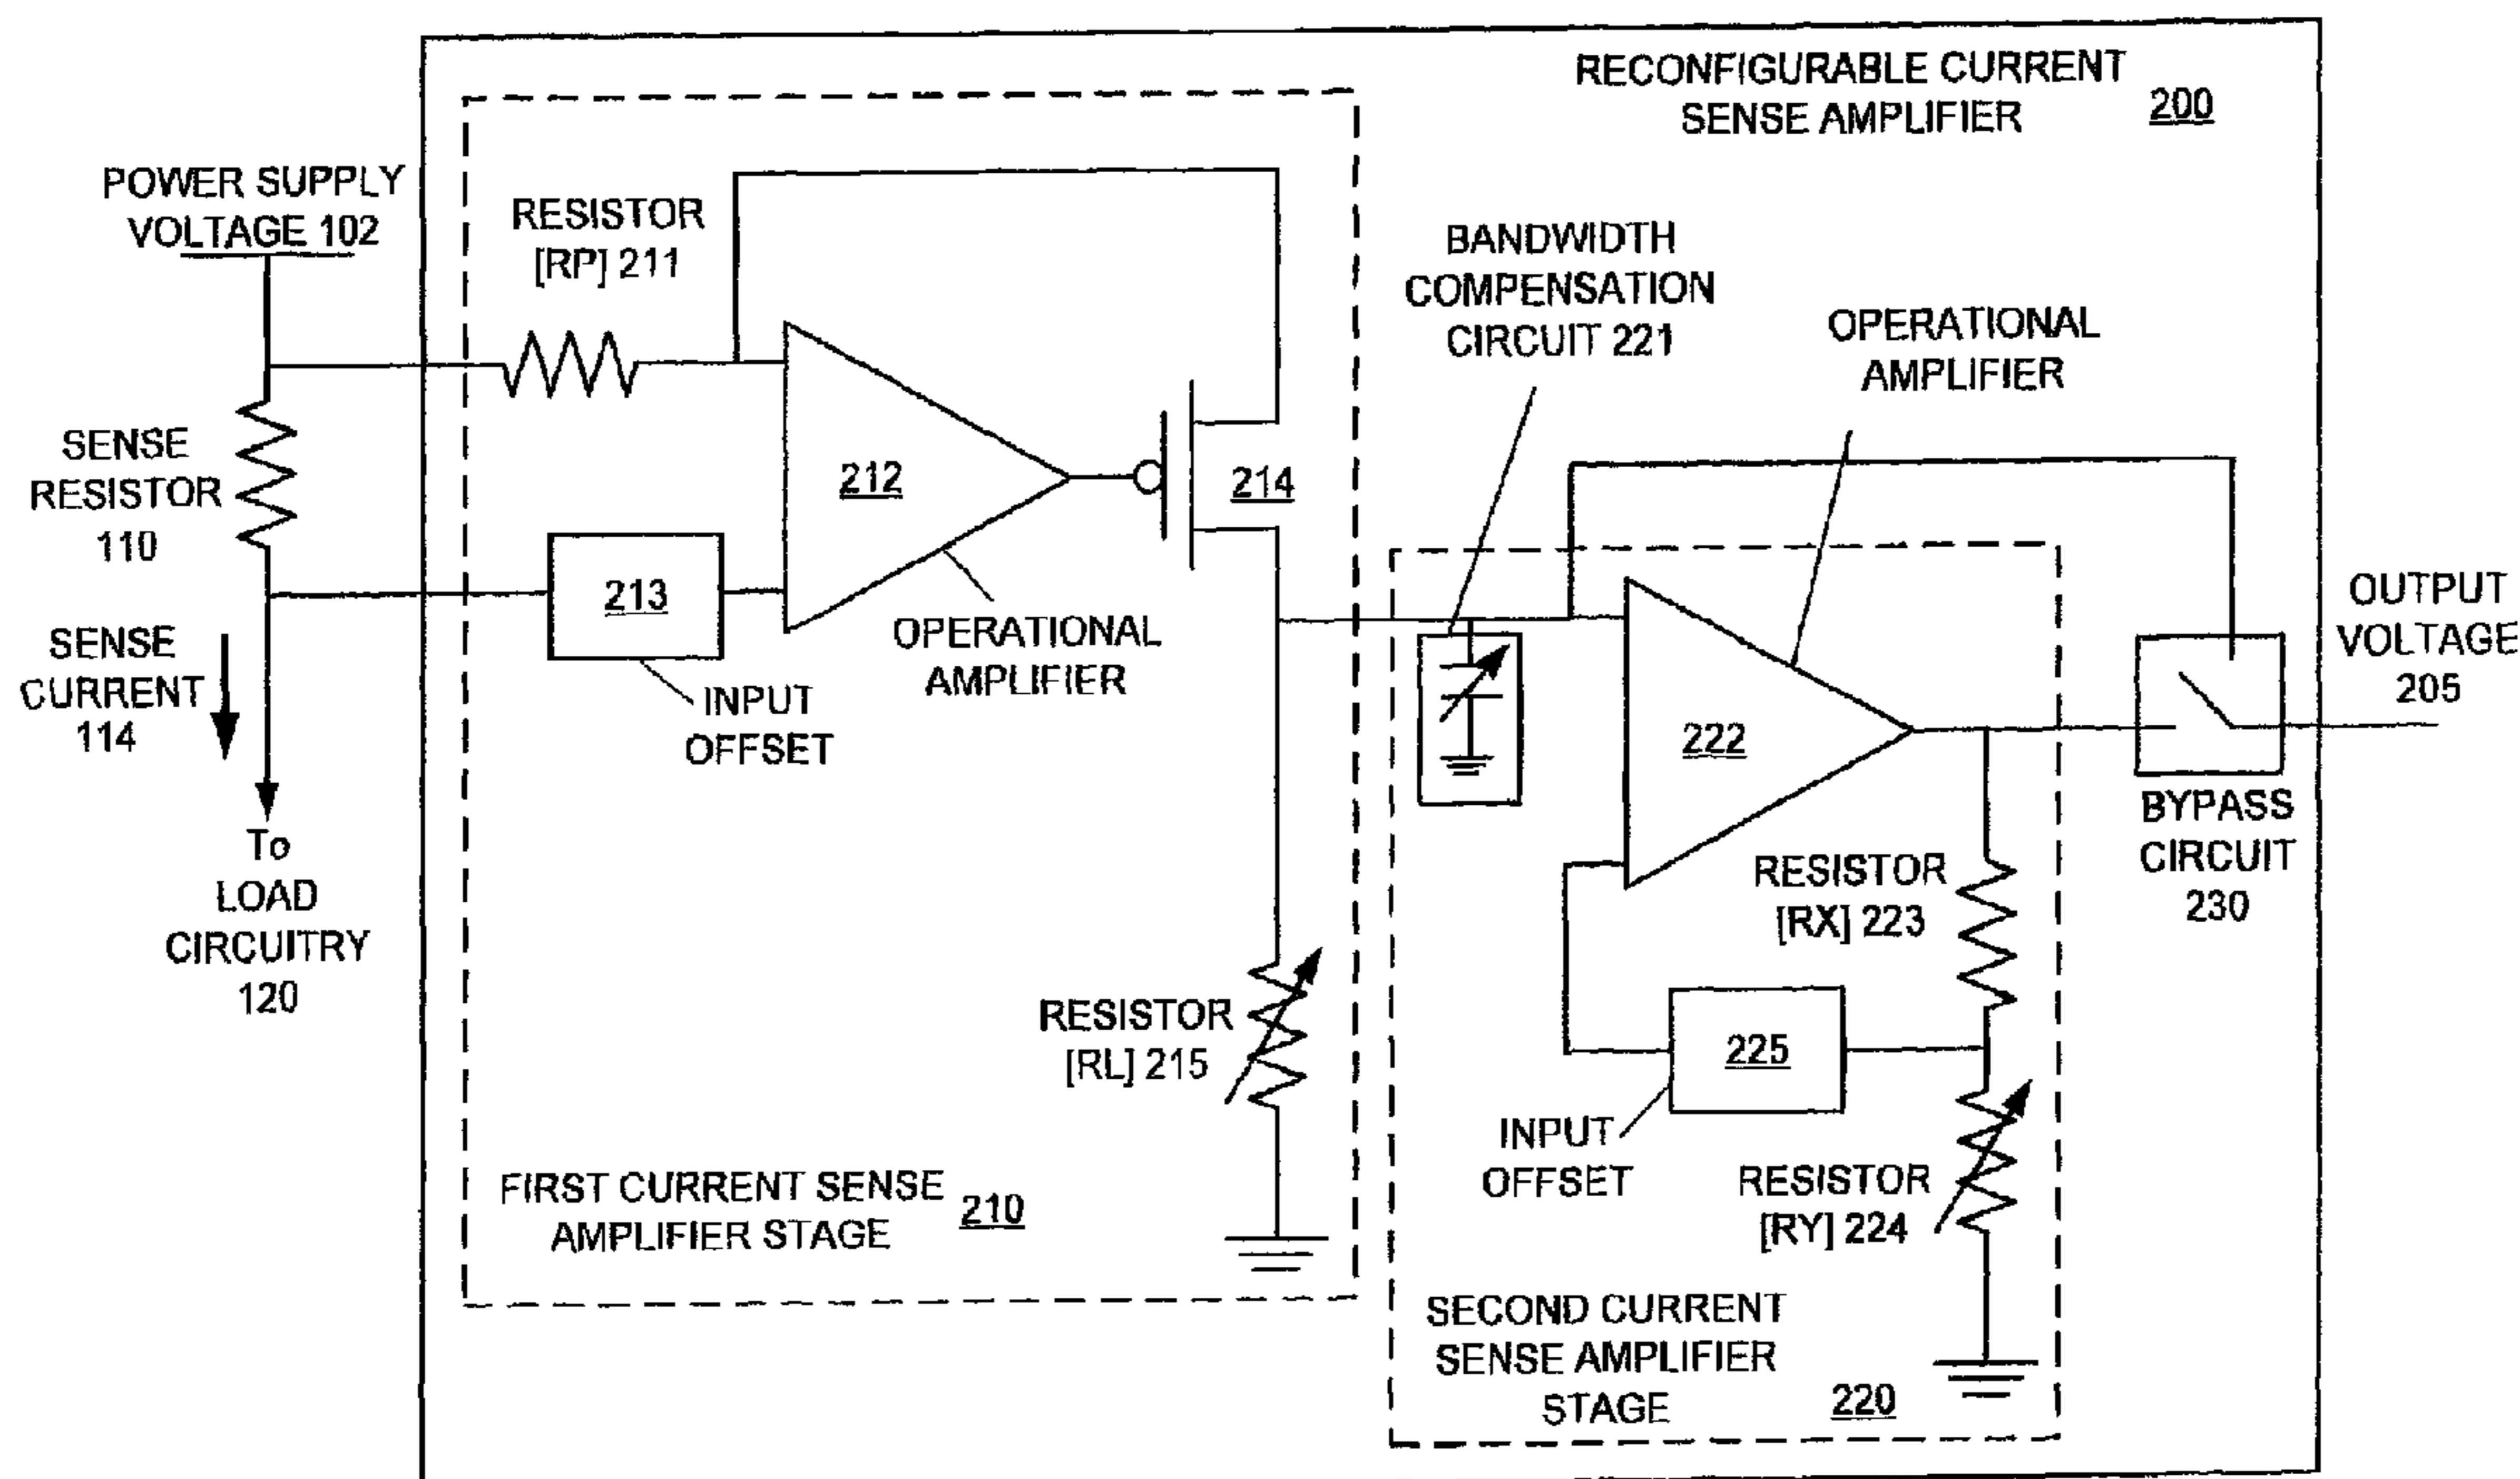 RECONFIGURABLE CURRENT
SENSE AMPLIFIER
200
POWER SUPPLY
VOLTAGE 102
RESISTOR
[RP] 211
BANDWIDTH
COMPENSATION
CIRCUIT 221
OPERATIONAL
AMPLIFIER
SENSE
RESISTOR
110
212
214
213
OPERATIONAL
AMPLIFIER
INPUT
OFFSET
SENSE
CURRENT
114
To
LOAD
CIRCUITRY
120
222
OUTPUT
VOLTAGE
205
BYPASS
CIRCUIT
230
RESISTOR
[RX] 223
RESISTOR
[RL] 215
225
INPUT
OFFSET
RESISTOR
[RY] 224
FIRST CURRENT SENSE
AMPLIFIER STAGE
210
SECOND CURRENT
SENSE AMPLIFIER
STAGE
220